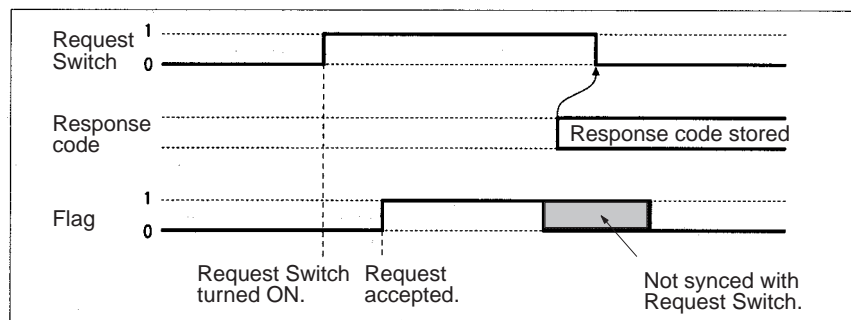 Request
Switch
1
0
Response
code
Response code stored
Flag
1
0
Request Switch
turned ON.
Request
accepted.
Not synced with
Request Switch.